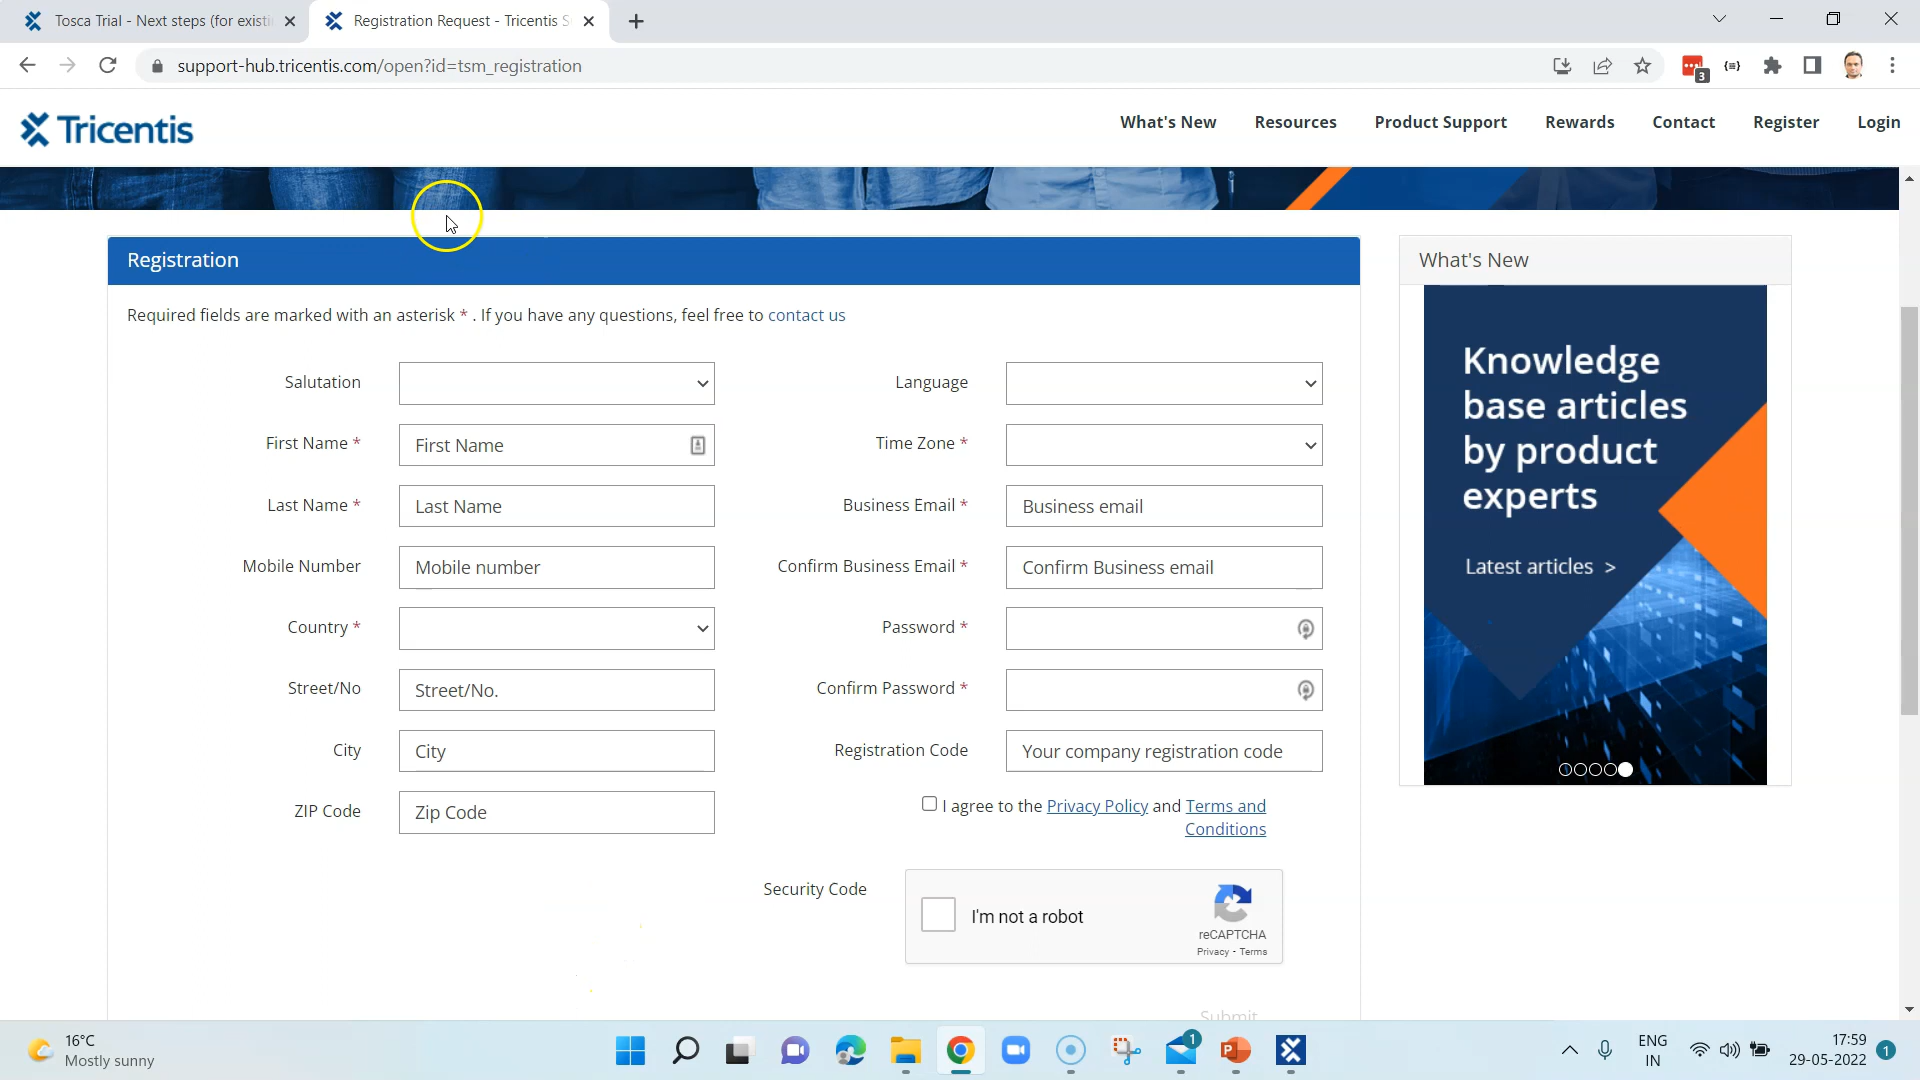 Tosca Trial - Next steps (for existi
Registration Request - Tricentis S
support-hub.tricentis.com/open?id=tsm_registration
3
Tricentis
What's New
Resources
Product Support
Rewards
Contact
Register
Login
Registration
Required fields are marked with an asterisk * . If you have any questions, feel free to contact us
Salutation
First Name *
First Name
Last Name *
Last Name
Mobile Number
Mobile number
Country *
Street/No
Street/No.
City
City
ZIP Code
Zip Code
Language
Time Zone *
Business Email *
Business email
Confirm Business Email *
Confirm Business email
Password *
Confirm Password *
Registration Code
Your company registration code
I agree to the Privacy Policy and Terms and
Conditions
Security Code
I'm not a robot
reCAPTCHA
Privacy - Terms
Submit
What's New
Knowledge
base articles
by product
experts
Latest articles >
16°C
Mostly sunny
1
ENG
IN
17:59
29-05-2022
1